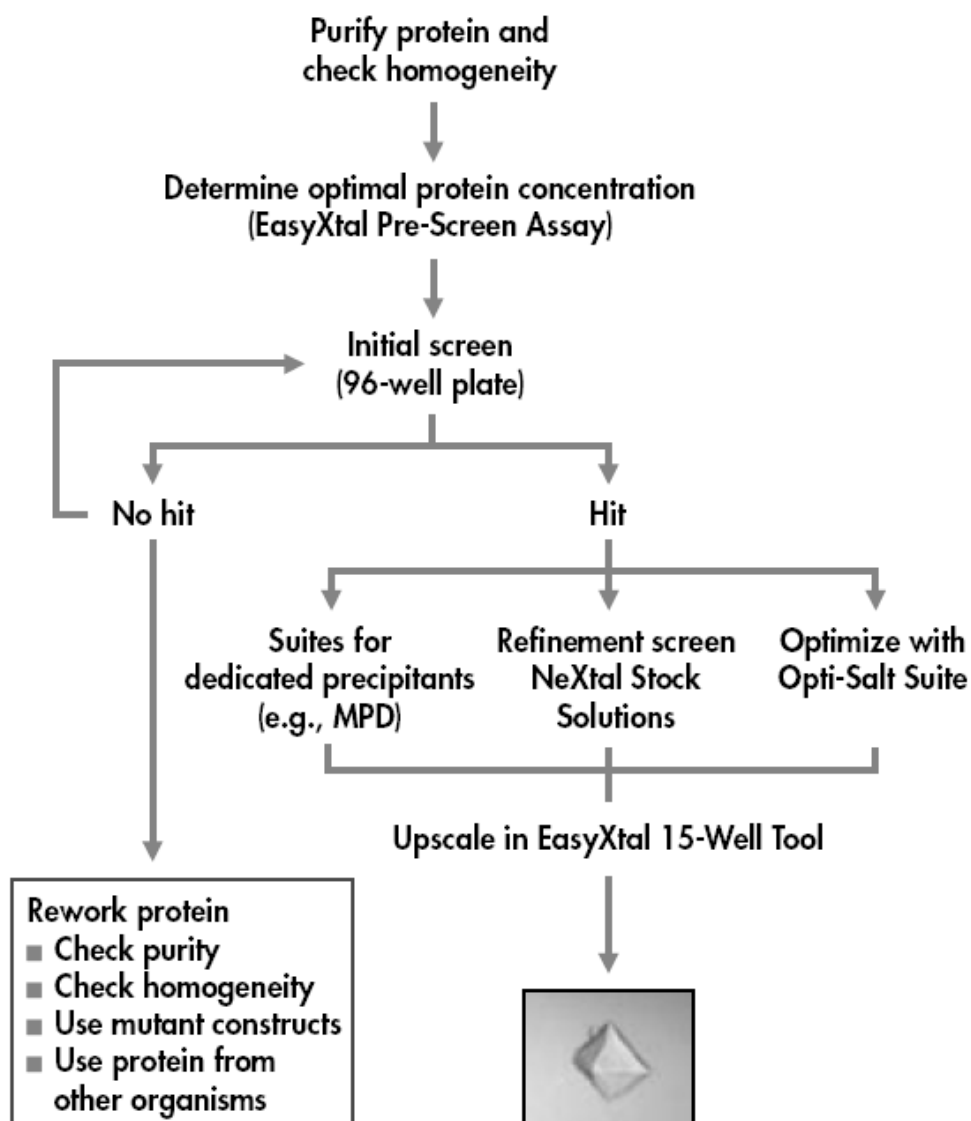 Purify protein and
check homogeneity
Determine optimal protein concentration
(EasyXtal Pre-Screen Assay)
Initial screen
(96-well plate)
No hit
Hit
Suites for
dedicated precipitants
(e.g., MPD)
Refinement screen
NeXtal Stock
Solutions
Optimize with
Opti-Salt Suite
Upscale in EasyXtal 15-Well Tool
Rework protein
Check purity
Check homogeneity
Use mutant constructs
Use protein from
other organisms